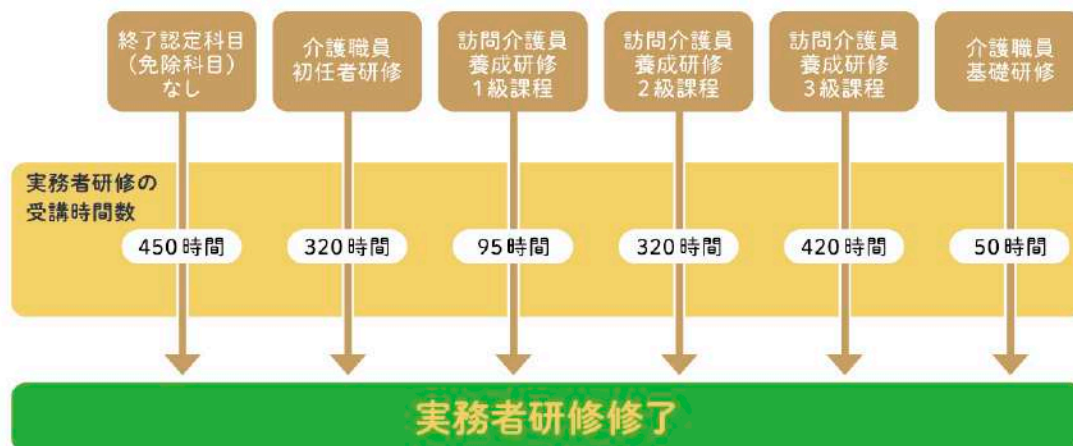 終了認定科目
（免除科目）
なし
介護職員
初任者研修
訪問介護員
養成研修
1級課程
訪問介護員
養成研修
2級課程
訪問介護員
養成研修
3級課程
介護職員
基礎研修
実務者研修の
受講時間数
450時間
320時間
95時間
320時間
420時間
50時間
実務者研修修了